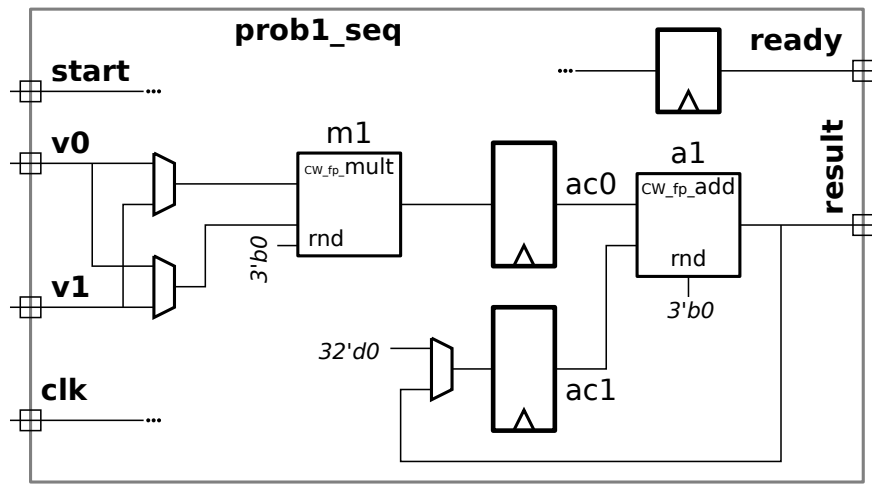 prob1_seq
ready
start
...
...
v0
m1
CW_fp_mult
rnd
3'b0
ac0
a1
CW_fp_add
rnd
3'b0
result
v1
32'd0
ac1
clk
...